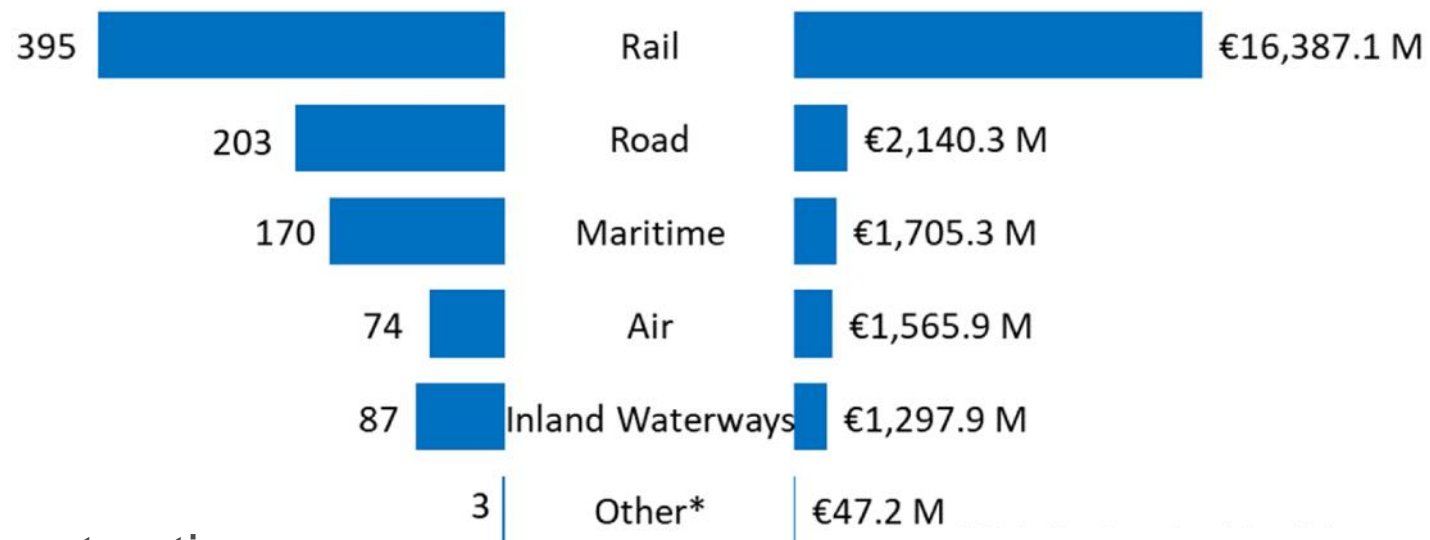 395 Rail €16,387.1 M
203 Road €2,140.3 M
170 Maritime €1,705.3 M
74 Air €1,565.9 M
87 Inland Waterways €1,297.9 M
3 Other* €47.2 M